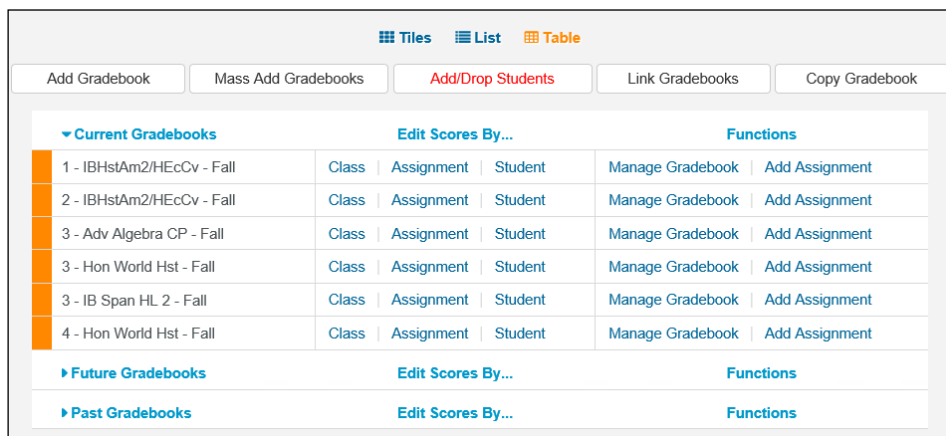 Tiles List Table
Add Gradebook Mass Add Gradebooks Add/Drop Students Link Gradebooks Copy Gradebook
Current Gradebooks Edit Scores By... Functions
1 - IBHstAm2/HEcCv - Fall Class | Assignment | Student Manage Gradebook | Add Assignment
2 - IBHstAm2/HEcCv - Fall Class | Assignment | Student Manage Gradebook | Add Assignment
3 - Adv Algebra CP - Fall Class | Assignment | Student Manage Gradebook | Add Assignment
3 - Hon World Hst - Fall Class | Assignment | Student Manage Gradebook | Add Assignment
3 - IB Span HL 2 - Fall Class | Assignment | Student Manage Gradebook | Add Assignment
4 - Hon World Hst - Fall Class | Assignment | Student Manage Gradebook | Add Assignment
Future Gradebooks Edit Scores By... Functions
Past Gradebooks Edit Scores By... Functions